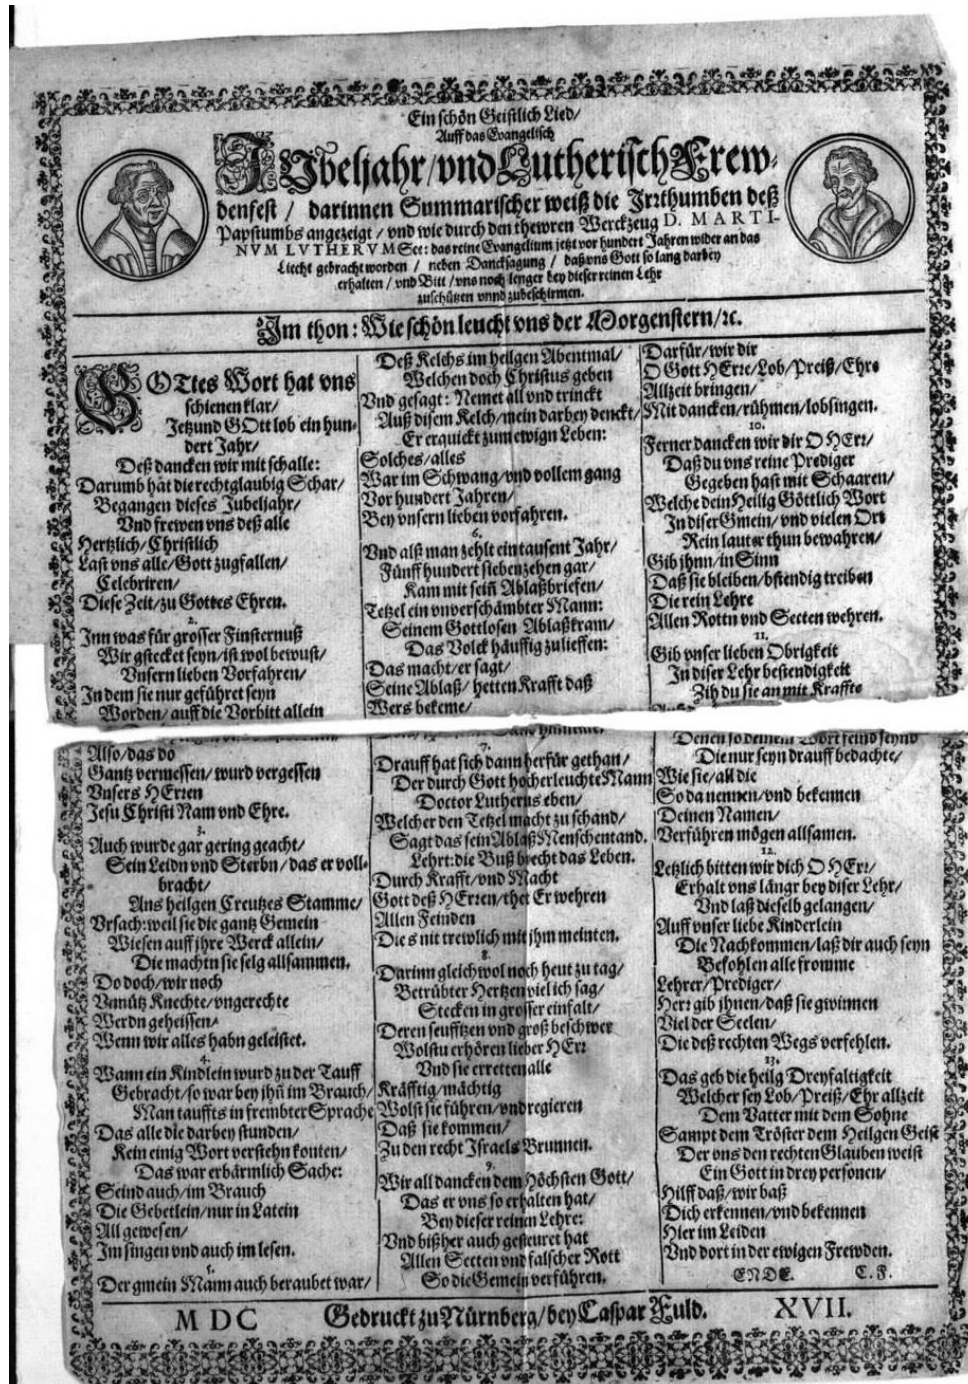 Ein schön Geistlich Lied/
Auff das Evangelisch
JVbeljahr/vnd Lutherisch Frew-
denfest / darinnen Summarischer weiß die Irrthumben deß
Papstumbs angezeigt / vnd wie durch den thewren Werckzeug D. MARTI-
NVM LVTHERVM See: das reine Evangelium jetzt vor hundert Jahren wider an das
Liecht gebracht worden / neben Dancksagung / daß vns Gott so lang darbey
erhalten / vnd Bitt / vns noch lenger bey dieser reinen Lehr
zuschützen vnnd zubeschirmen.
Im thon: Wie schön leucht vns der Morgenstern/ ꝛc.
GOTtes Wort hat vns
schienen klar/
Jetzund GOtt lob ein hun-
dert Jahr/
Deß dancken wir mit schalle:
Darumb hat die rechtglaubig Schar/
Begangen dieses Jubeljahr/
Vnd frewen vns deß alle
Hertzlich/Christlich
Last vns alle/Gott zugfallen/
Celebriren/
Diese Zeit/zu Gottes Ehren.
2.
Inn was für grosser Finsternuß
Wir gstecket seyn/ist wol bewust/
Vnsern lieben Vorfahren/
In dem sie nur geführet seyn
Worden/auff die Vorbitt allein
Also/das do
Gantz vermessen/wurd vergessen
Vnsers HErren
Jesu Christi Nam vnd Ehre.
3.
Auch wurde gar gering geacht/
Sein Leidn vnd Sterbn/das er voll-
bracht/
Ans heilgen Creutzes Stamme/
Vrsach:weil sie die gantz Gemein
Wiesen auff jhre Werck allein/
Die machtn sie selg allsammen.
Do doch/wir noch
Vnnütz Knechte/vngerechte
Werdn geheissen/
Wenn wir alles habn geleistet.
4.
Wann ein Kindlein wurd zu der Tauff
Gebracht/so war bey jhn̄ im Brauch/
Man tauffts in frembter Sprache
Das alle die darbey stunden/
Kein einig Wort verstehn konten/
Das war erbärmlich Sache:
Seind auch/im Brauch
Die Gebetlein/nur in Latein
All gewesen/
Im singen vnd auch im lesen.
5.
Der gmein Mann auch beraubet war/
Deß Kelchs im heilgen Abentmal/
Welchen doch Christus geben
Vnd gesagt: Nemet all vnd trinckt
Auß disem Kelch/mein darbey denckt/
Er erquickt zum ewign Leben:
Solches/alles
War im Schwang/vnd vollem gang
Vor hundert Jahren/
Bey vnsern lieben vorfahren.
6.
Vnd alß man zehlt ein tausent Jahr/
Fünff hundert siebenzehen gar/
Kam mit sein̄ Ablaßbriefen/
Tetzel ein vnverschämbter Mann:
Seinem Gottlosen Ablaßkram/
Das Volck häuffig zulieffen:
Das macht/er sagt/
Seine Ablaß/hetten Krafft daß
Wers bekeme/
7.
Drauff hat sich dann herfür gethan/
Der durch Gott hocherleuchte Mann
Doctor Lutherus eben/
Welcher den Tetzel macht zu schand/
Sagt das sein Ablaß Menschentand.
Lehrt:die Buß brecht das Leben.
Durch Krafft/vnd Macht
Gott deß HErren/thet Er wehren
Allen Feinden
Die s nit trewlich mit jhm meinten.
8.
Darinn gleichwol noch heut zu tag/
Betrübter Hertzen viel ich sag/
Stecken in grosser einfalt/
Deren seufftzen vnd groß beschwer
Wolstu erhören lieber HErr
Vnd sie erretten alle
Kräfftig/mächtig
Wolst sie führen/vnd regieren
Daß sie kommen/
Zu den recht Israels Brunnen.
9.
Wir all dancken dem Höchsten Gott/
Das er vns so erhalten hat/
Bey dieser reinen Lehre:
Vnd bißher auch gesteuret hat
Allen Secten vnd falscher Rott
So die Gemein verführen.
Darfür/wir dir
O Gott HErre/Lob/Preiß/Ehre
Allzeit bringen/
Mit dancken/rühmen/lobsingen.
10.
Ferner dancken wir dir O HErr/
Daß du vns reine Prediger
Gegeben hast mit Schaaren/
Welche dein Heilig Göttlich Wort
In diser Gmein/vnd vielen Ort
Rein lauter thun bewahren/
Gib jhnn/in Sinn
Daß sie bleiben/bstendig treiben
Die rein Lehre
Allen Rottn vnd Secten wehren.
11.
Gib vnser lieben Obrigkeit
In diser Lehr bestendigkeit
Zih du sie an mit Kraffte
Denen so deinem Wort feind seynd
Die nur seyn drauff bedachte/
Wie sie/all die
So da nennen/vnd bekennen
Deinen Namen/
Verführen mögen allsamen.
12.
Letzlich bitten wir dich O HErr/
Erhalt vns längr bey diser Lehr/
Vnd laß dieselb gelangen/
Auff vnser liebe Kinderlein
Die Nachkommen/laß dir auch seyn
Befohlen alle fromme
Lehrer/Prediger/
Herr gib ihnen/daß sie gwinnen
Viel der Seelen/
Die deß rechten Wegs verfehlen.
13.
Das geb die heilg Dreyfaltigkeit
Welcher sey Lob/Preiß/Ehr allzeit
Dem Vatter mit dem Sohne
Sampt dem Tröster dem Heilgen Geist
Der vns den rechten Glauben weist
Ein Gott in drey personen/
Hilff daß/wir baß
Dich erkennen/vnd bekennen
Hier im Leiden
Vnd dort in der ewigen Frewden.
ENDE. C. F.
M DC Gedruckt zu Nürnberg/bey Caspar Fuld. XVII.